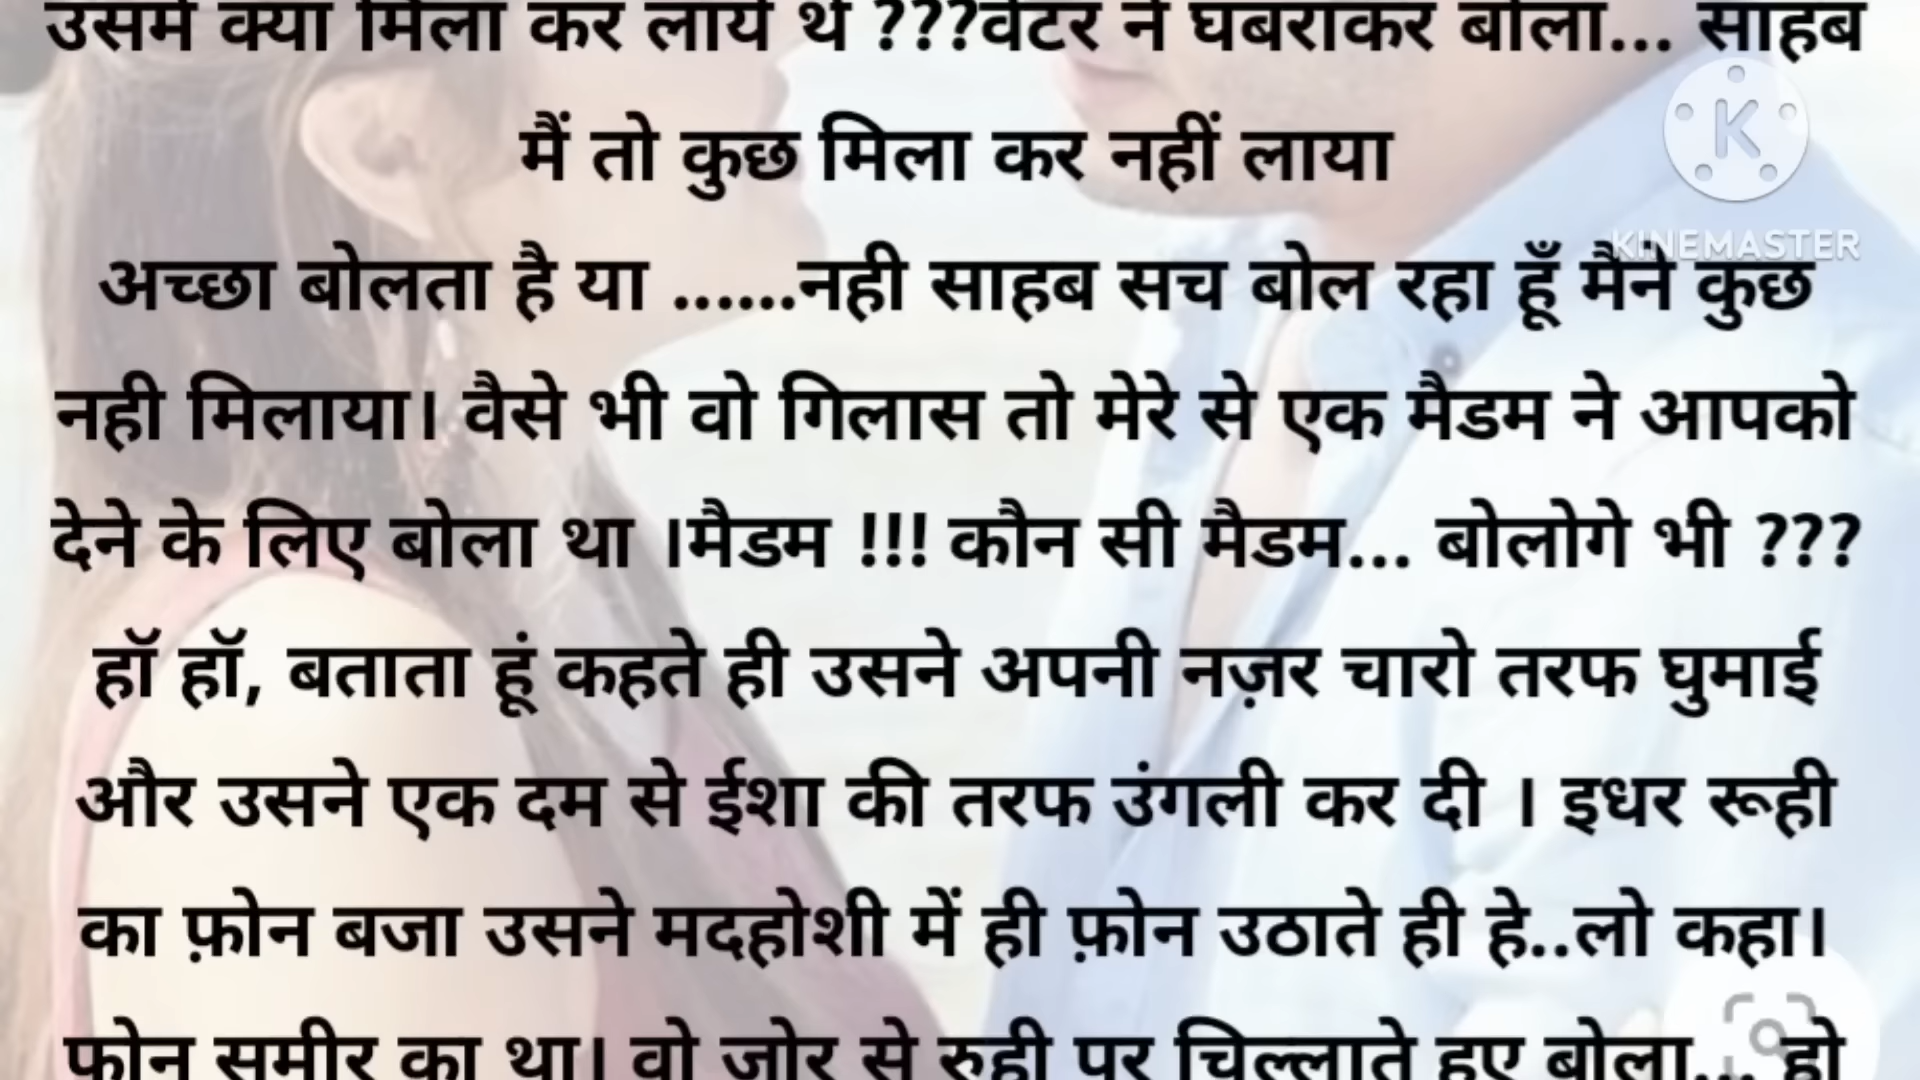 उसमें क्या मिला कर लाये थे ???वेटर ने घबराकर बोला... साहब
मैं तो कुछ मिला कर नहीं लाया
अच्छा बोलता है या ......नही साहब सच बोल रहा हूँ मैंने कुछ
नही मिलाया। वैसे भी वो गिलास तो मेरे से एक मैडम ने आपको
देने के लिए बोला था ।मैडम !!! कौन सी मैडम... बोलोगे भी ???
हॉ हॉ, बताता हूं कहते ही उसने अपनी नज़र चारो तरफ घुमाई
और उसने एक दम से ईशा की तरफ उंगली कर दी । इधर रूही
का फ़ोन बजा उसने मदहोशी में ही फ़ोन उठाते ही हे..लो कहा।
फोन समीर का था। वो जोर से रुही पर चिल्लाते हुए बोला... हो
K
KINEMASTER